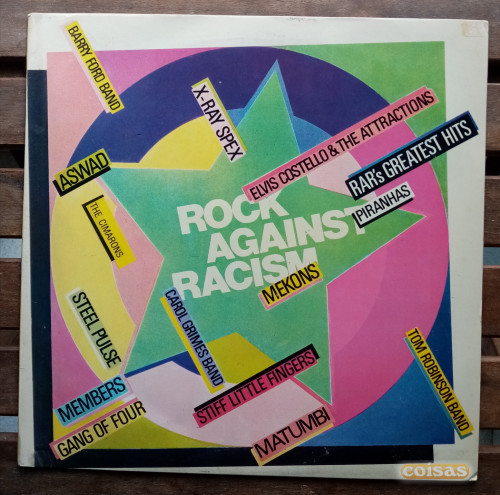 BARRY FORD BAND
X-RAY SPEX
ELVIS COSTELLO & THE ATTRACTIONS
RAR's GREATEST HITS
ASWAD
PIRANHAS
THE CIMARONS
ROCK
AGAINST
RACISM
MEKONS
STEEL PULSE
CAROL GRIMES BAND
TOM ROBINSON BAND
MEMBERS
STIFF LITTLE FINGERS
GANG OF FOUR
MATUMBI
coisas